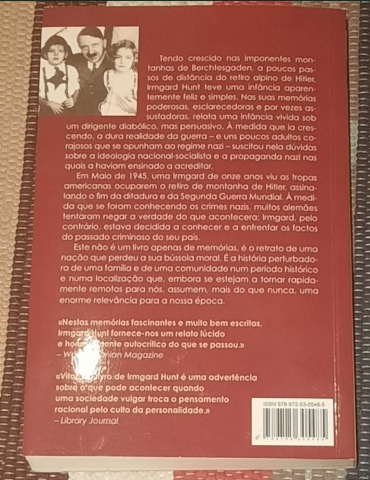 Tendo crescido nas imponentes mon-
tanhas de Berchtesgaden, a poucos pas-
sos de distância do retiro alpino de Hitler,
Irmgard Hunt teve uma infância aparen-
temente feliz e simples. Nas suas memórias
poderosas, esclarecedoras e por vezes as-
sustadoras, relata uma infância vivida sob
um dirigente diabólico, mas persuasivo. À medida que ia cres-
cendo, a dura realidade da guerra – e uns poucos adultos co-
rajosos que se opunham ao regime nazi – suscitou nela dúvidas
sobre a ideologia nacional-socialista e a propaganda nazi nas
quais a haviam ensinado a acreditar.
Em Maio de 1945, uma Irmgard de onze anos viu as tropas
americanas ocuparem o retiro de montanha de Hitler, assina-
lando o fim da ditadura e da Segunda Guerra Mundial. À medi-
da que se foram conhecendo os crimes nazis, muitos alemães
tentaram negar a verdade do que acontecera; Irmgard, pelo
contrário, estava decidida a conhecer e a enfrentar os factos
do passado criminoso do seu país.
Este não é um livro apenas de memórias, é o retrato de uma
nação que perdeu a sua bússola moral. É a história perturbado-
ra de uma família e de uma comunidade num período histórico
e numa localização que, embora se estejam a tornar rapida-
mente remotos para nós, assumem, mais do que nunca, uma
enorme relevância para a nossa época.
«Nestas memórias fascinantes e muito bem escritas,
Irmgard Hunt fornece-nos um relato lúcido
e autocrítico do que se passou.»
Magazine
de Irmgard Hunt é uma advertência
sobre o que pode acontecer quando
uma sociedade vulgar troca o pensamento
racional pelo culto da personalidade.»
– Library Journal
ISBN 978-972-53-0548-5